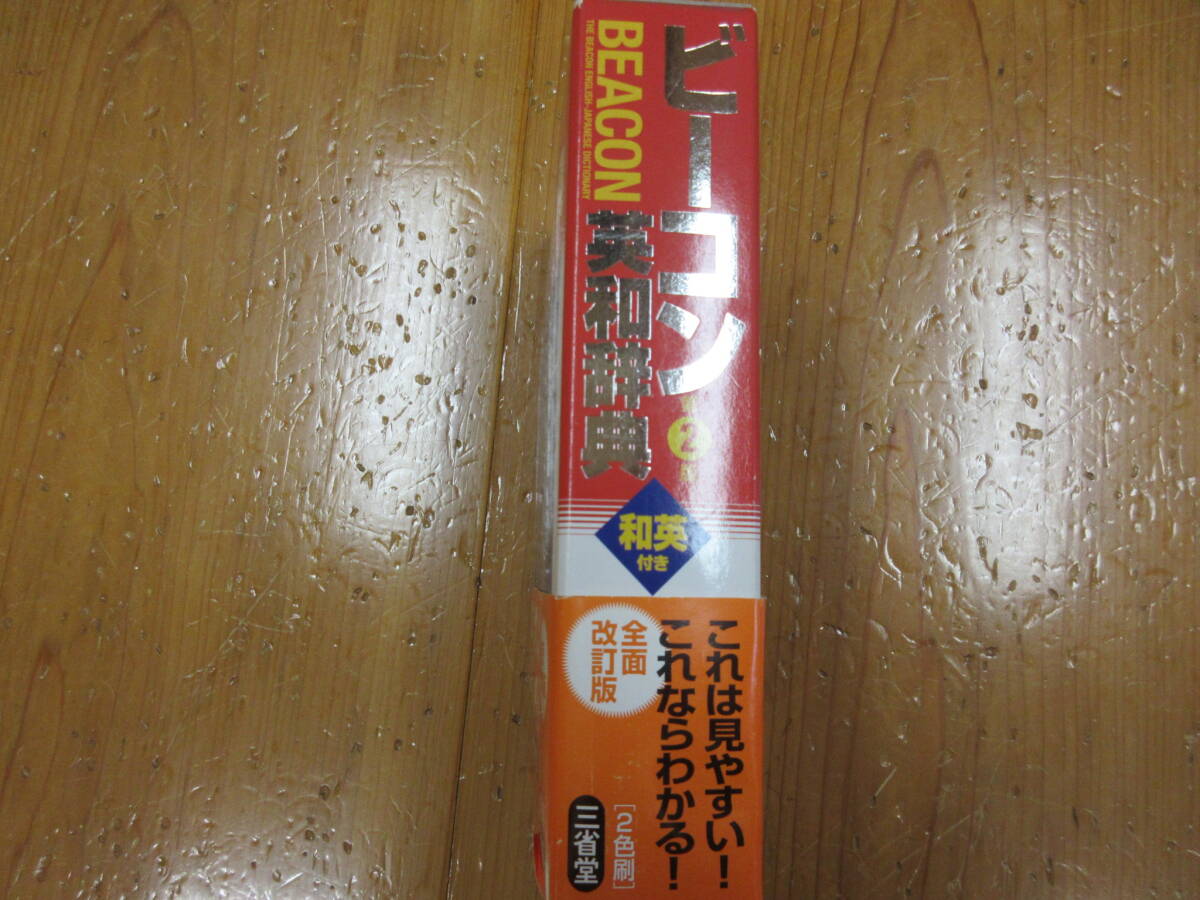 ビーコン
BEACON
THE BEACON ENGLISH-JAPANESE DICTIONARY
英和辞典
2
和英
付き
これは見やすい!
これならわかる!
全面
改訂版
[2色刷]
三省堂